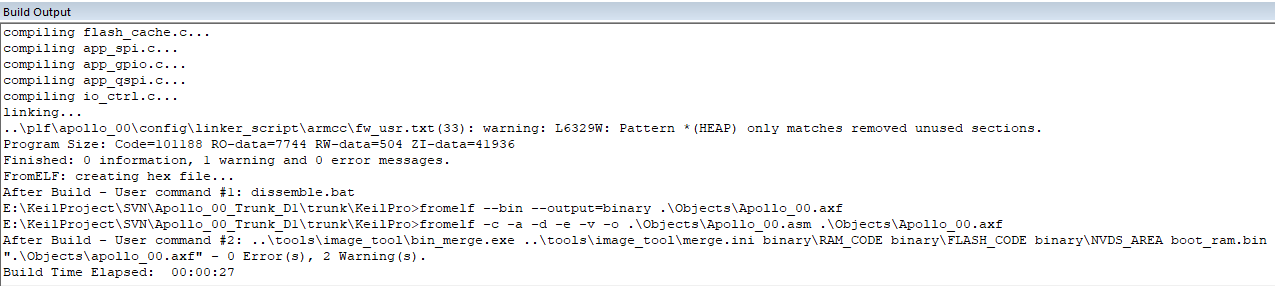 Build Output
compiling flash_cache.c...
compiling app_spi.c...
compiling app_gpio.c...
compiling app_qspi.c...
compiling io_ctrl.c...
linking...
..\plf\apollo_00\config\linker_script\armcc\fw_usr.txt(33): warning: L6329W: Pattern *(HEAP) only matches removed unused sections.
Program Size: Code=101188 RO-data=7744 RW-data=504 ZI-data=41936
Finished: 0 information, 1 warning and 0 error messages.
FromELF: creating hex file...
After Build - User command #1: dissemble.bat
E:\KeilProject\SVN\Apollo_00_Trunk_D1\trunk\KeilPro>fromelf --bin --output=binary .\Objects\Apollo_00.axf
E:\KeilProject\SVN\Apollo_00_Trunk_D1\trunk\KeilPro>fromelf -c -a -d -e -v -o .\Objects\Apollo_00.asm .\Objects\Apollo_00.axf
After Build - User command #2: ..\tools\image_tool\bin_merge.exe ..\tools\image_tool\merge.ini binary\RAM_CODE binary\FLASH_CODE binary\NVDS_AREA boot_ram.bin
".\Objects\apollo_00.axf" - 0 Error(s), 2 Warning(s).
Build Time Elapsed:  00:00:27